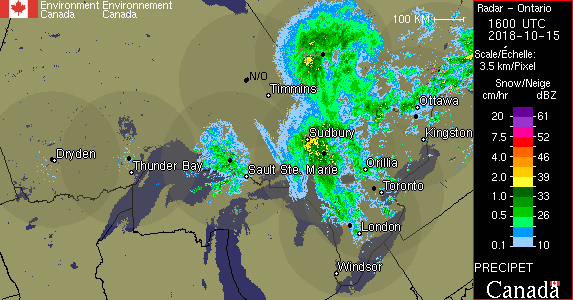 Environment Environnement
Canada Canada
100 KM
N/O
Timmins
Ottawa
Sudbury
Kingston
Dryden
Thunder Bay
Sault Ste. Marie
Orillia
Toronto
London
Windsor
Radar - Ontario
1600 UTC
2018-10-15
Scale/Échelle:
3.5 km/Pixel
Snow/Neige
cm/hr dBZ
20 61
7.5 52
4.0 46
2.0 39
1.0 33
0.5 26
0.1 10
PRECIPET
Canada